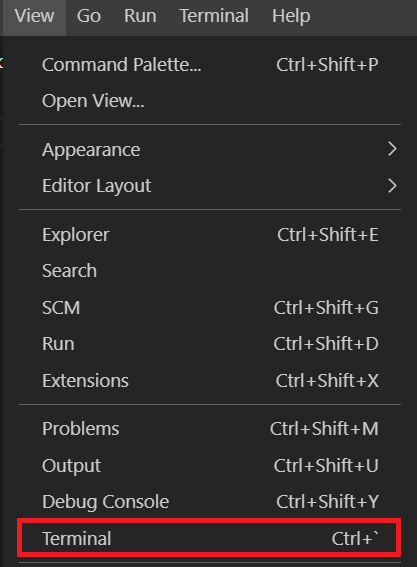 View Go Run Terminal Help
Command Palette... Ctrl+Shift+P
Open View...
Appearance
Editor Layout
Explorer Ctrl+Shift+E
Search
SCM Ctrl+Shift+G
Run Ctrl+Shift+D
Extensions Ctrl+Shift+X
Problems Ctrl+Shift+M
Output Ctrl+Shift+U
Debug Console Ctrl+Shift+Y
Terminal Ctrl+`